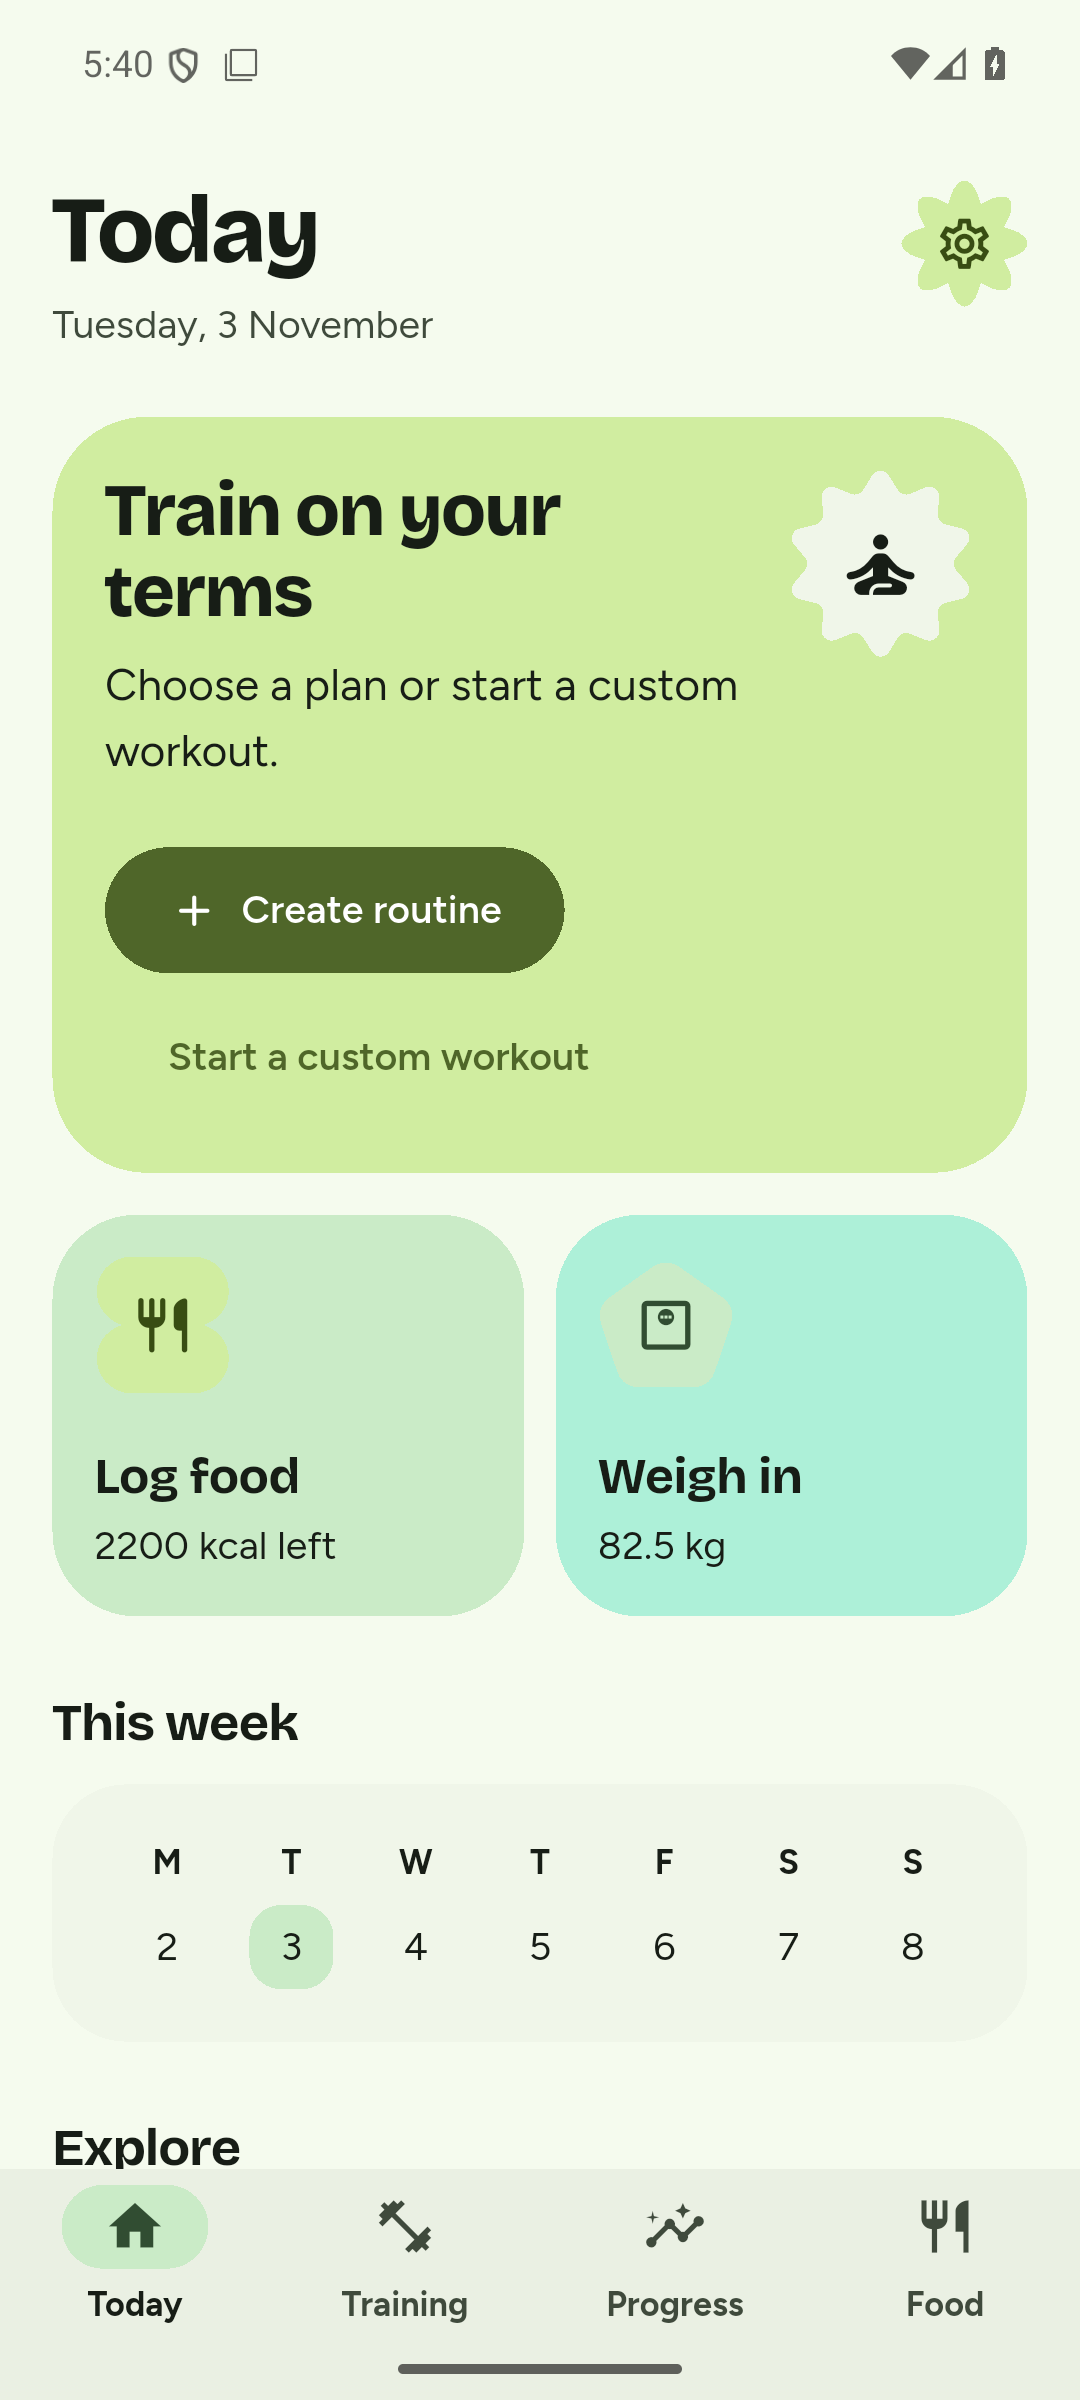 5:40
Today
Tuesday, 3 November
Train on your
terms
Choose a plan or start a custom
workout.
Create routine
Start a custom workout
Log food
2200 kcal left
Weigh in
82.5 kg
This week
M T W T F S S
2 3 4 5 6 7 8
Explore
Today Training Progress Food